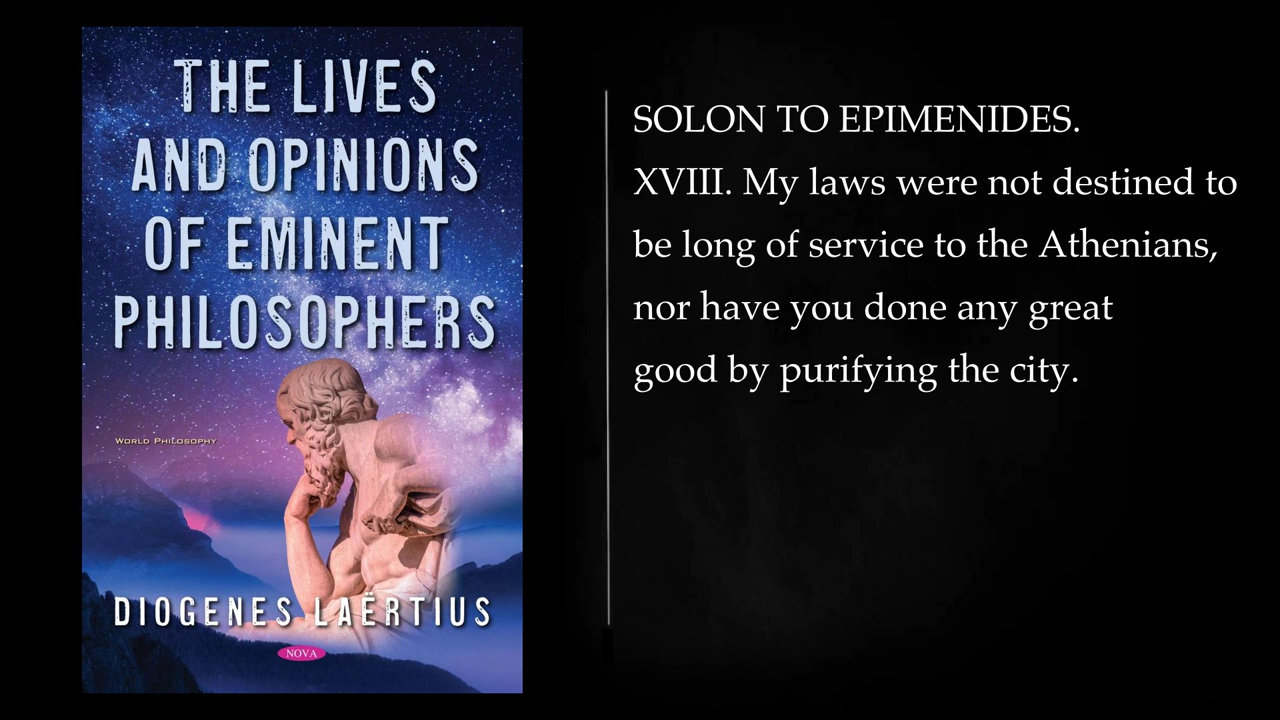 THE LIVES
AND OPINIONS
OF EMINENT
PHILOSOPHERS
WORLD PHILOSOPHY
DIOGENES LAËRTIUS
NOVA
SOLON TO EPIMENIDES.
XVIII. My laws were not destined to
be long of service to the Athenians,
nor have you done any great
good by purifying the city.